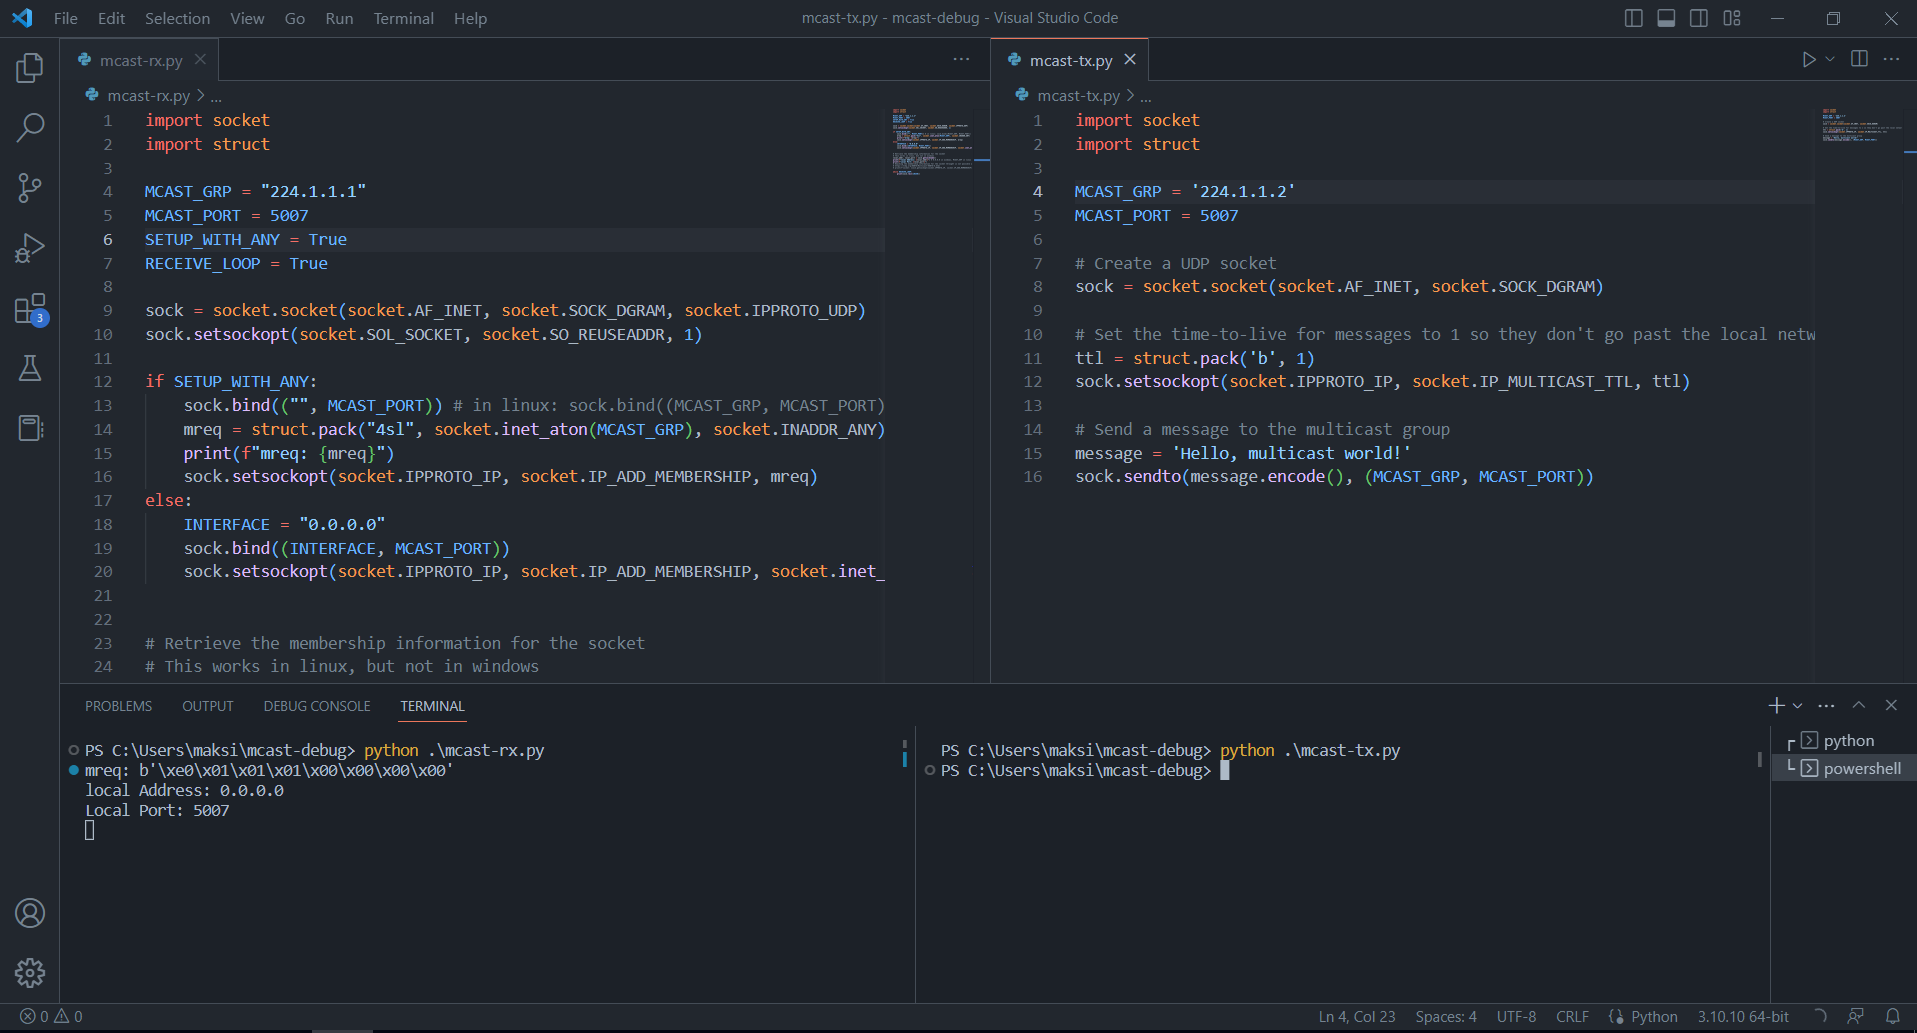 File Edit Selection View Go Run Terminal Help
mcast-tx.py - mcast-debug - Visual Studio Code
mcast-rx.py
mcast-rx.py > ...
1 import socket
2 import struct
3
4 MCAST_GRP = "224.1.1.1"
5 MCAST_PORT = 5007
6 SETUP_WITH_ANY = True
7 RECEIVE_LOOP = True
8
9 sock = socket.socket(socket.AF_INET, socket.SOCK_DGRAM, socket.IPPROTO_UDP)
10 sock.setsockopt(socket.SOL_SOCKET, socket.SO_REUSEADDR, 1)
11
12 if SETUP_WITH_ANY:
13 sock.bind(("", MCAST_PORT)) # in linux: sock.bind((MCAST_GRP, MCAST_PORT)
14 mreq = struct.pack("4sl", socket.inet_aton(MCAST_GRP), socket.INADDR_ANY)
15 print(f"mreq: {mreq}")
16 sock.setsockopt(socket.IPPROTO_IP, socket.IP_ADD_MEMBERSHIP, mreq)
17 else:
18 INTERFACE = "0.0.0.0"
19 sock.bind((INTERFACE, MCAST_PORT))
20 sock.setsockopt(socket.IPPROTO_IP, socket.IP_ADD_MEMBERSHIP, socket.inet_
21
22
23 # Retrieve the membership information for the socket
24 # This works in linux, but not in windows
mcast-tx.py
mcast-tx.py > ...
1 import socket
2 import struct
3
4 MCAST_GRP = '224.1.1.2'
5 MCAST_PORT = 5007
6
7 # Create a UDP socket
8 sock = socket.socket(socket.AF_INET, socket.SOCK_DGRAM)
9
10 # Set the time-to-live for messages to 1 so they don't go past the local netw
11 ttl = struct.pack('b', 1)
12 sock.setsockopt(socket.IPPROTO_IP, socket.IP_MULTICAST_TTL, ttl)
13
14 # Send a message to the multicast group
15 message = 'Hello, multicast world!'
16 sock.sendto(message.encode(), (MCAST_GRP, MCAST_PORT))
3
PROBLEMS OUTPUT DEBUG CONSOLE TERMINAL
PS C:\Users\maksi\mcast-debug> python .\mcast-rx.py
mreq: b'\xe0\x01\x01\x01\x00\x00\x00\x00'
local Address: 0.0.0.0
Local Port: 5007
PS C:\Users\maksi\mcast-debug> python .\mcast-tx.py
PS C:\Users\maksi\mcast-debug>
python
powershell
0 0
Ln 4, Col 23 Spaces: 4 UTF-8 CRLF Python 3.10.10 64-bit